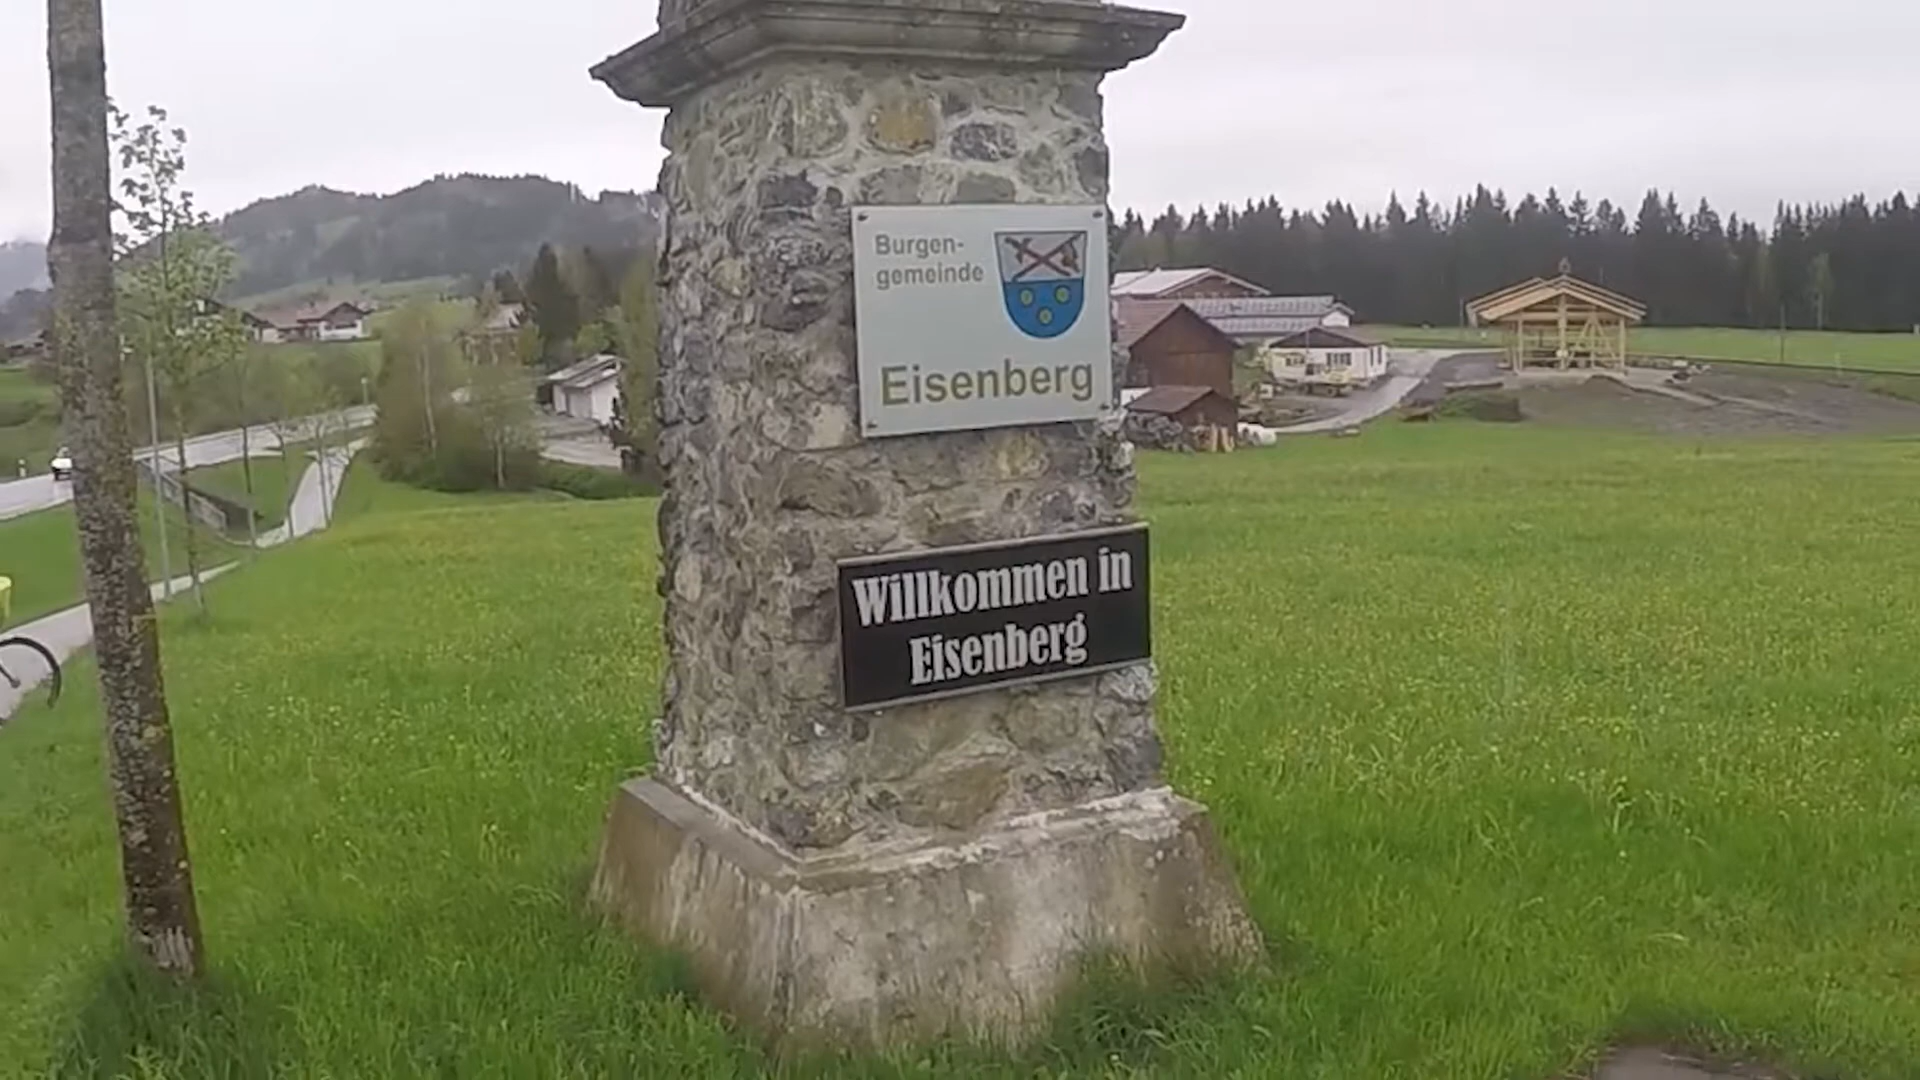 Burgen-
gemeinde
Eisenberg
Willkommen in
Eisenberg